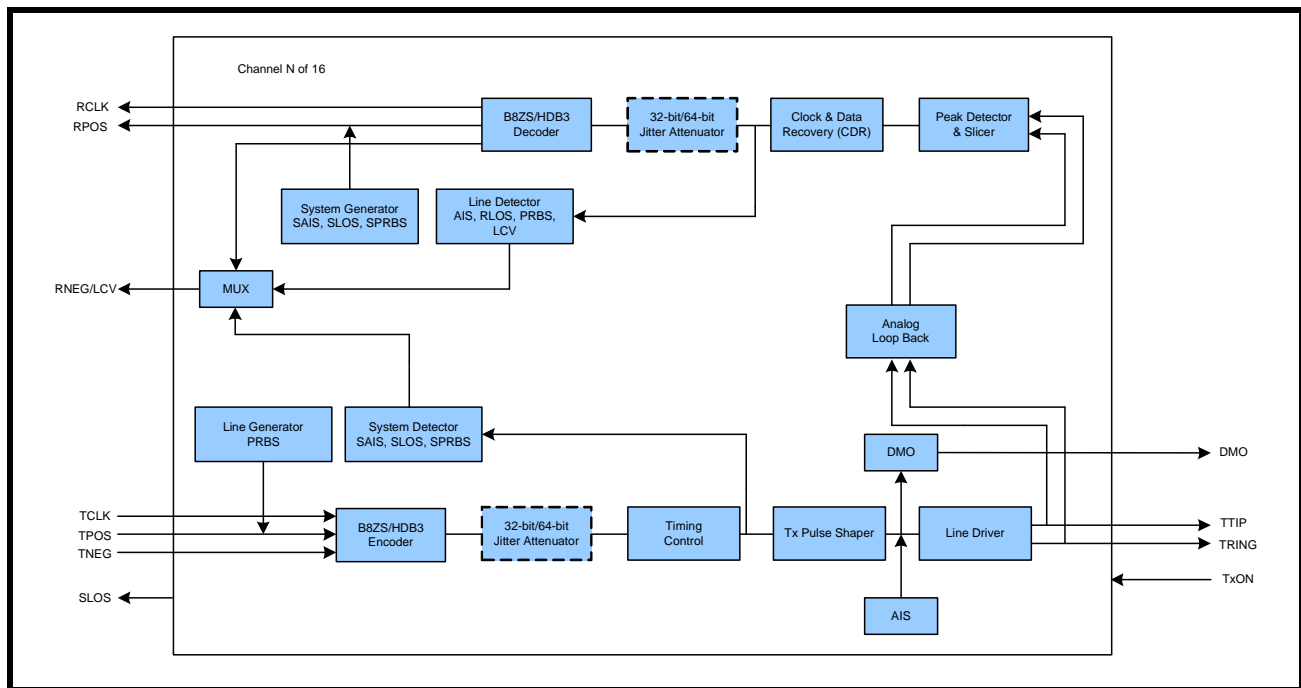 Channel N of 16
RCLK
RPOS
B8ZS/HDB3
Decoder
32-bit/64-bit
Jitter Attenuator
Clock & Data
Recovery (CDR)
Peak Detector
& Slicer
System Generator
SAIS, SLOS, SPRBS
Line Detector
AIS, RLOS, PRBS,
LCV
RNEG/LCV
MUX
Analog
Loop Back
Line Generator
PRBS
System Detector
SAIS, SLOS, SPRBS
DMO
DMO
TCLK
TPOS
TNEG
B8ZS/HDB3
Encoder
32-bit/64-bit
Jitter Attenuator
Timing
Control
Tx Pulse Shaper
Line Driver
TTIP
TRING
TxON
SLOS
AIS